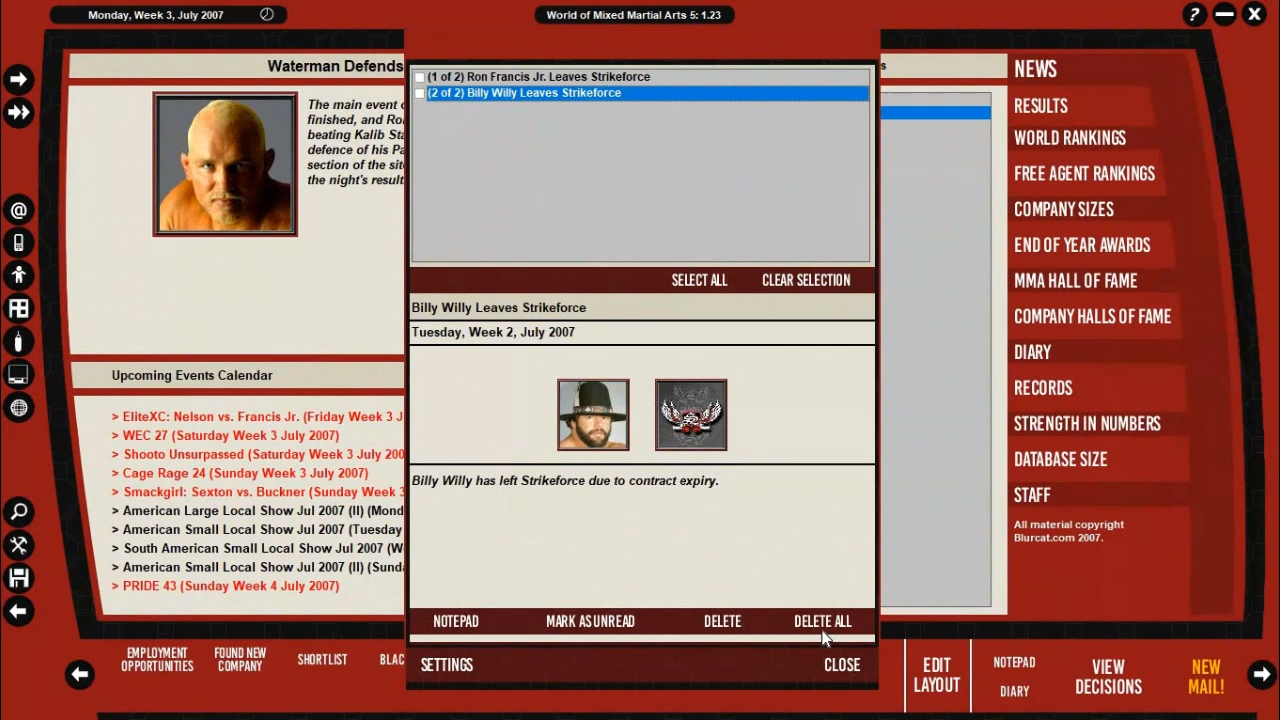 Monday, Week 3, July 2007
World of Mixed Martial Arts 5: 1.23
?
X
Waterman Defends
s
The main event o
finished, and Ro
beating Kalib Sta
defence of his Pa
section of the sit
the night's result
Upcoming Events Calendar
> EliteXC: Nelson vs. Francis Jr. (Friday Week 3 J
> WEC 27 (Saturday Week 3 July 2007)
> Shooto Unsurpassed (Saturday Week 3 July 200
> Cage Rage 24 (Sunday Week 3 July 2007)
> Smackgirl: Sexton vs. Buckner (Sunday Week 3
> American Large Local Show Jul 2007 (II) (Mond
> American Small Local Show Jul 2007 (Tuesday
> South American Small Local Show Jul 2007 (W
> American Small Local Show Jul 2007 (II) (Sund
> PRIDE 43 (Sunday Week 4 July 2007)
(1 of 2) Ron Francis Jr. Leaves Strikeforce
(2 of 2) Billy Willy Leaves Strikeforce
SELECT ALL
CLEAR SELECTION
Billy Willy Leaves Strikeforce
Tuesday, Week 2, July 2007
Billy Willy has left Strikeforce due to contract expiry.
NOTEPAD
MARK AS UNREAD
DELETE
DELETE ALL
SETTINGS
CLOSE
NEWS
RESULTS
WORLD RANKINGS
FREE AGENT RANKINGS
COMPANY SIZES
END OF YEAR AWARDS
MMA HALL OF FAME
COMPANY HALLS OF FAME
DIARY
RECORDS
STRENGTH IN NUMBERS
DATABASE SIZE
STAFF
All material copyright
Blurcat.com 2007.
@
EMPLOYMENT
OPPORTUNITIES
FOUND NEW
COMPANY
SHORTLIST
BLAC
EDIT
LAYOUT
NOTEPAD
DIARY
VIEW
DECISIONS
NEW
MAIL!